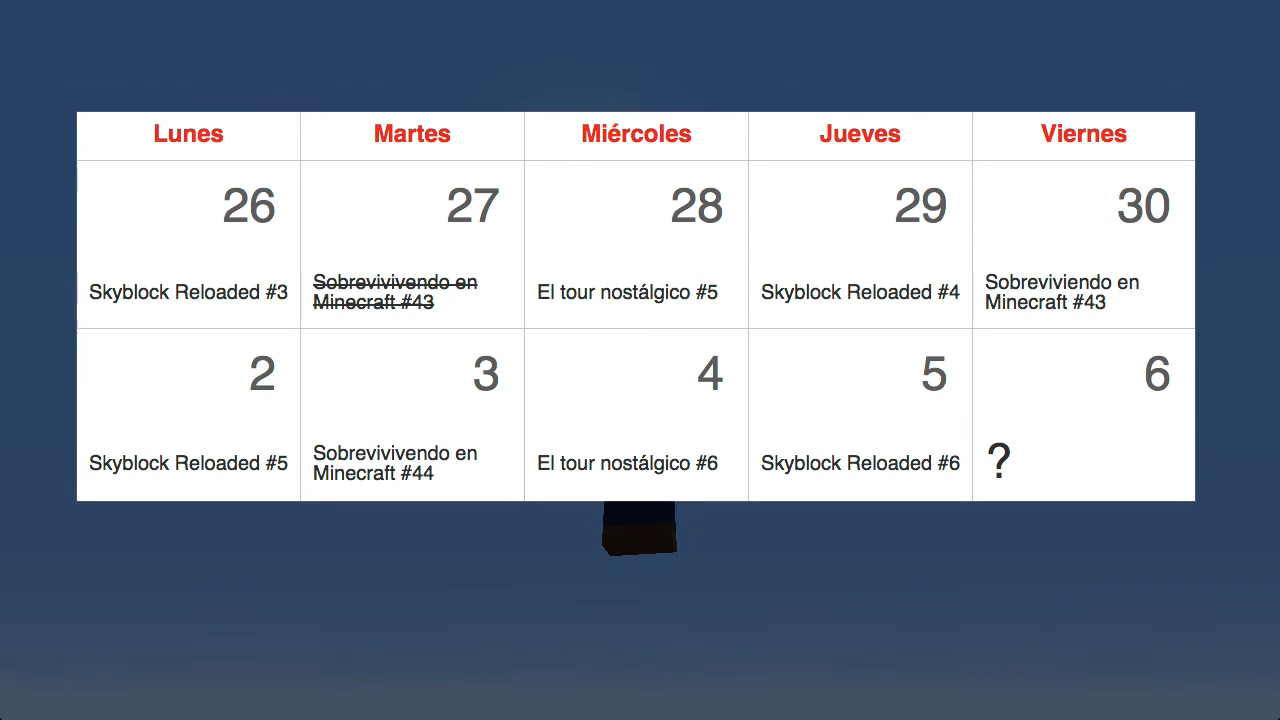 Lunes
Martes
Miércoles
Jueves
Viernes
26
27
28
29
30
Skyblock Reloaded #3
Sobrevivivendo en
Minecraft #43
El tour nostálgico #5
Skyblock Reloaded #4
Sobreviviendo en
Minecraft #43
2
3
4
5
6
Skyblock Reloaded #5
Sobrevivivendo en
Minecraft #44
El tour nostálgico #6
Skyblock Reloaded #6
?